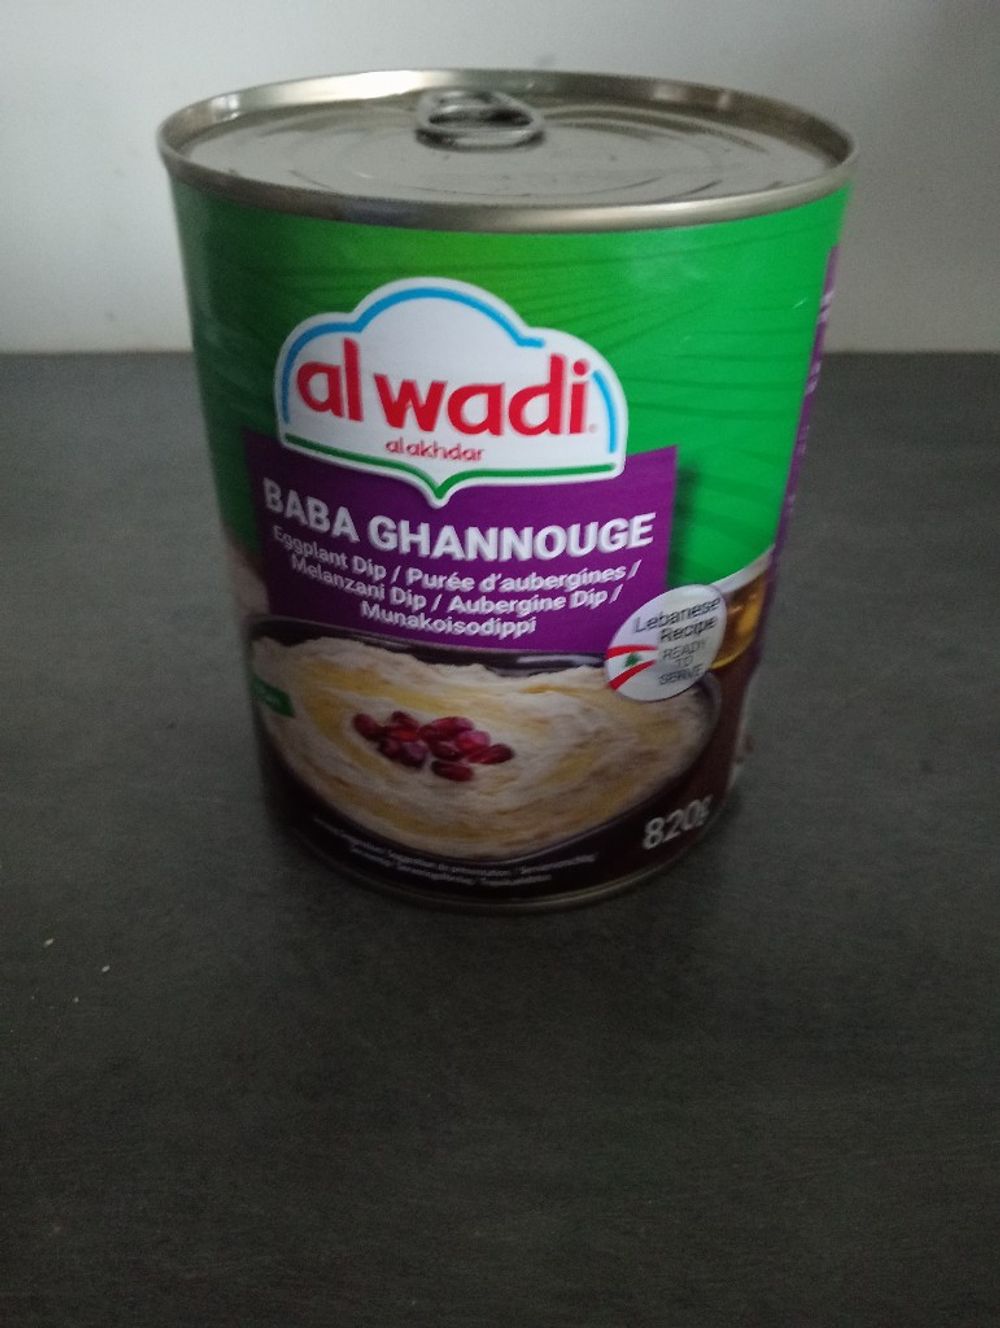 al wadi
al akhdar
BABA GHANNOUGE
Eggplant Dip / Purée d'aubergines /
Melanzani Dip / Aubergine Dip /
Munakoisodippi
Lebanese
Recipe
READY
TO
SERVE
820g